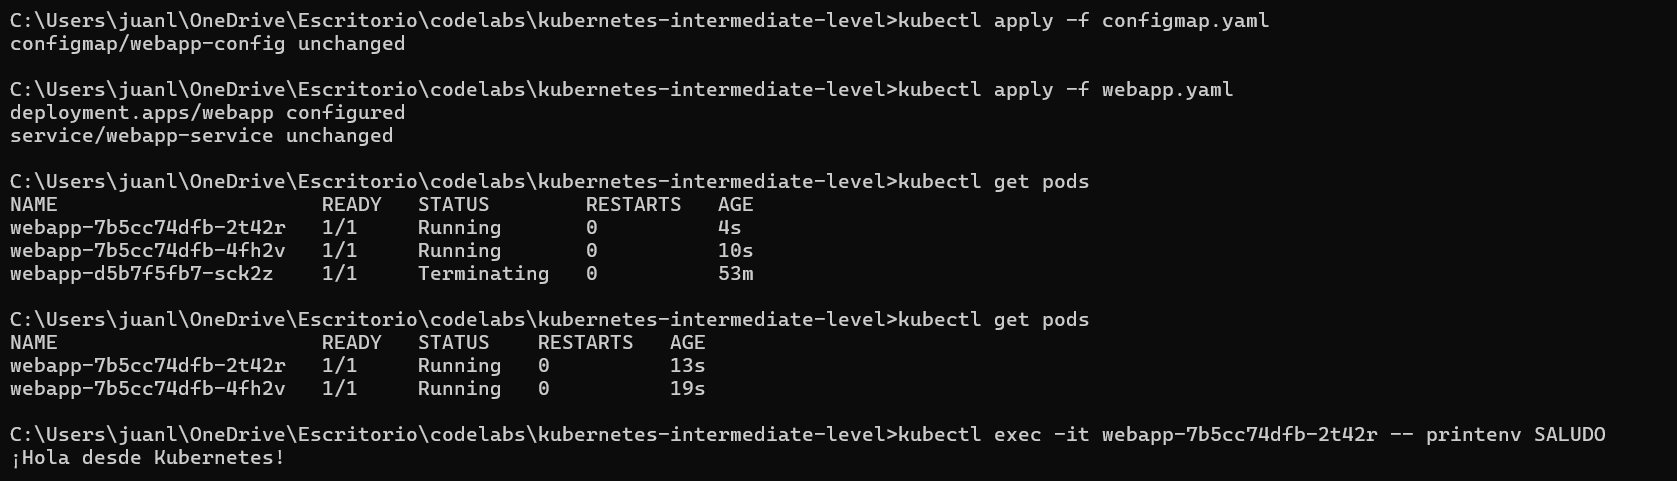 C:\Users\juanl\OneDrive\Escritorio\codelabs\kubernetes-intermediate-level>kubectl apply -f configmap.yaml
configmap/webapp-config unchanged
C:\Users\juanl\OneDrive\Escritorio\codelabs\kubernetes-intermediate-level>kubectl apply -f webapp.yaml
deployment.apps/webapp configured
service/webapp-service unchanged
C:\Users\juanl\OneDrive\Escritorio\codelabs\kubernetes-intermediate-level>kubectl get pods
NAME                      READY   STATUS        RESTARTS   AGE
webapp-7b5cc74dfb-2t42r   1/1     Running       0          4s
webapp-7b5cc74dfb-4fh2v   1/1     Running       0          10s
webapp-d5b7f5fb7-sck2z    1/1     Terminating   0          53m
C:\Users\juanl\OneDrive\Escritorio\codelabs\kubernetes-intermediate-level>kubectl get pods
NAME                      READY   STATUS    RESTARTS   AGE
webapp-7b5cc74dfb-2t42r   1/1     Running   0          13s
webapp-7b5cc74dfb-4fh2v   1/1     Running   0          19s
C:\Users\juanl\OneDrive\Escritorio\codelabs\kubernetes-intermediate-level>kubectl exec -it webapp-7b5cc74dfb-2t42r -- printenv SALUDO
¡Hola desde Kubernetes!